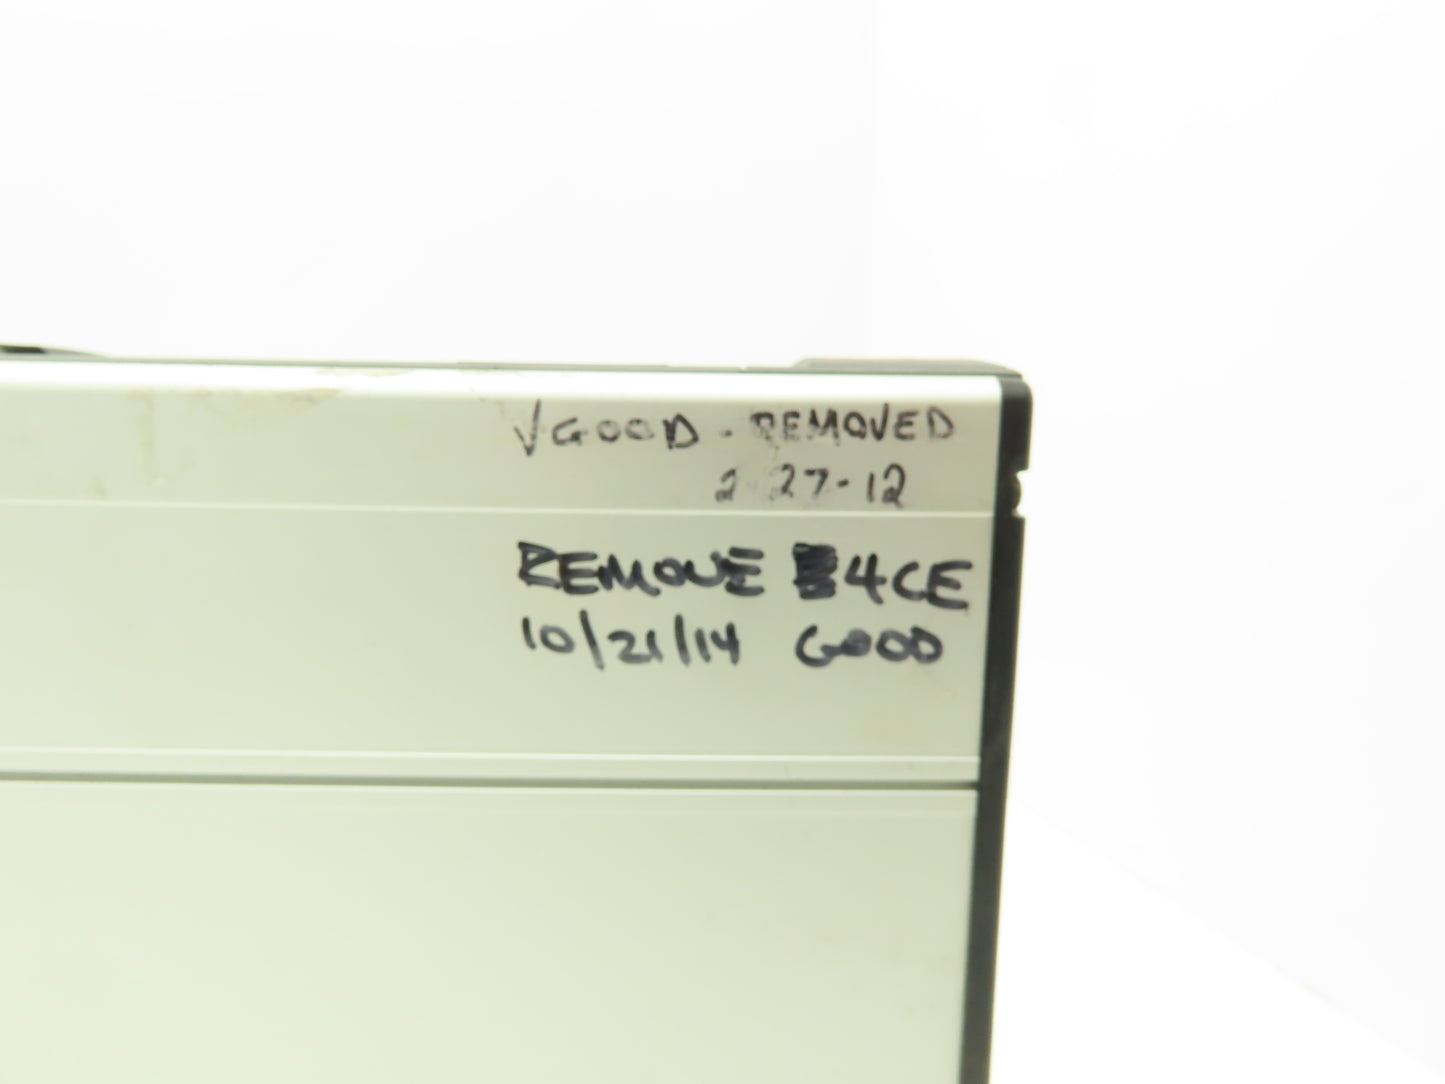 √ GOOD - REMOVED
2-27-12
REMOVE 4CE
10/21/14 GOOD